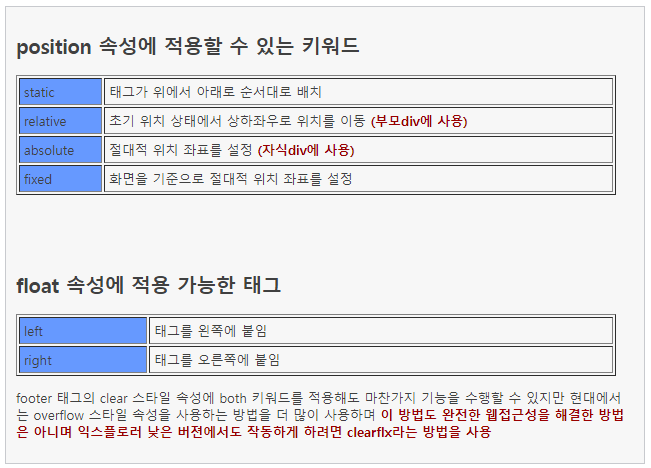 position 속성에 적용할 수 있는 키워드
static 태그가 위에서 아래로 순서대로 배치
relative 초기 위치 상태에서 상하좌우로 위치를 이동 (부모div에 사용)
absolute 절대적 위치 좌표를 설정 (자식div에 사용)
fixed 화면을 기준으로 절대적 위치 좌표를 설정
float 속성에 적용 가능한 태그
left 태그를 왼쪽에 붙임
right 태그를 오른쪽에 붙임
footer 태그의 clear 스타일 속성에 both 키워드를 적용해도 마찬가지 기능을 수행할 수 있지만 현대에서
는 overflow 스타일 속성을 사용하는 방법을 더 많이 사용하며 이 방법도 완전한 웹접근성을 해결한 방법
은 아니며 익스플로러 낮은 버젼에서도 작동하게 하려면 clearflx라는 방법을 사용